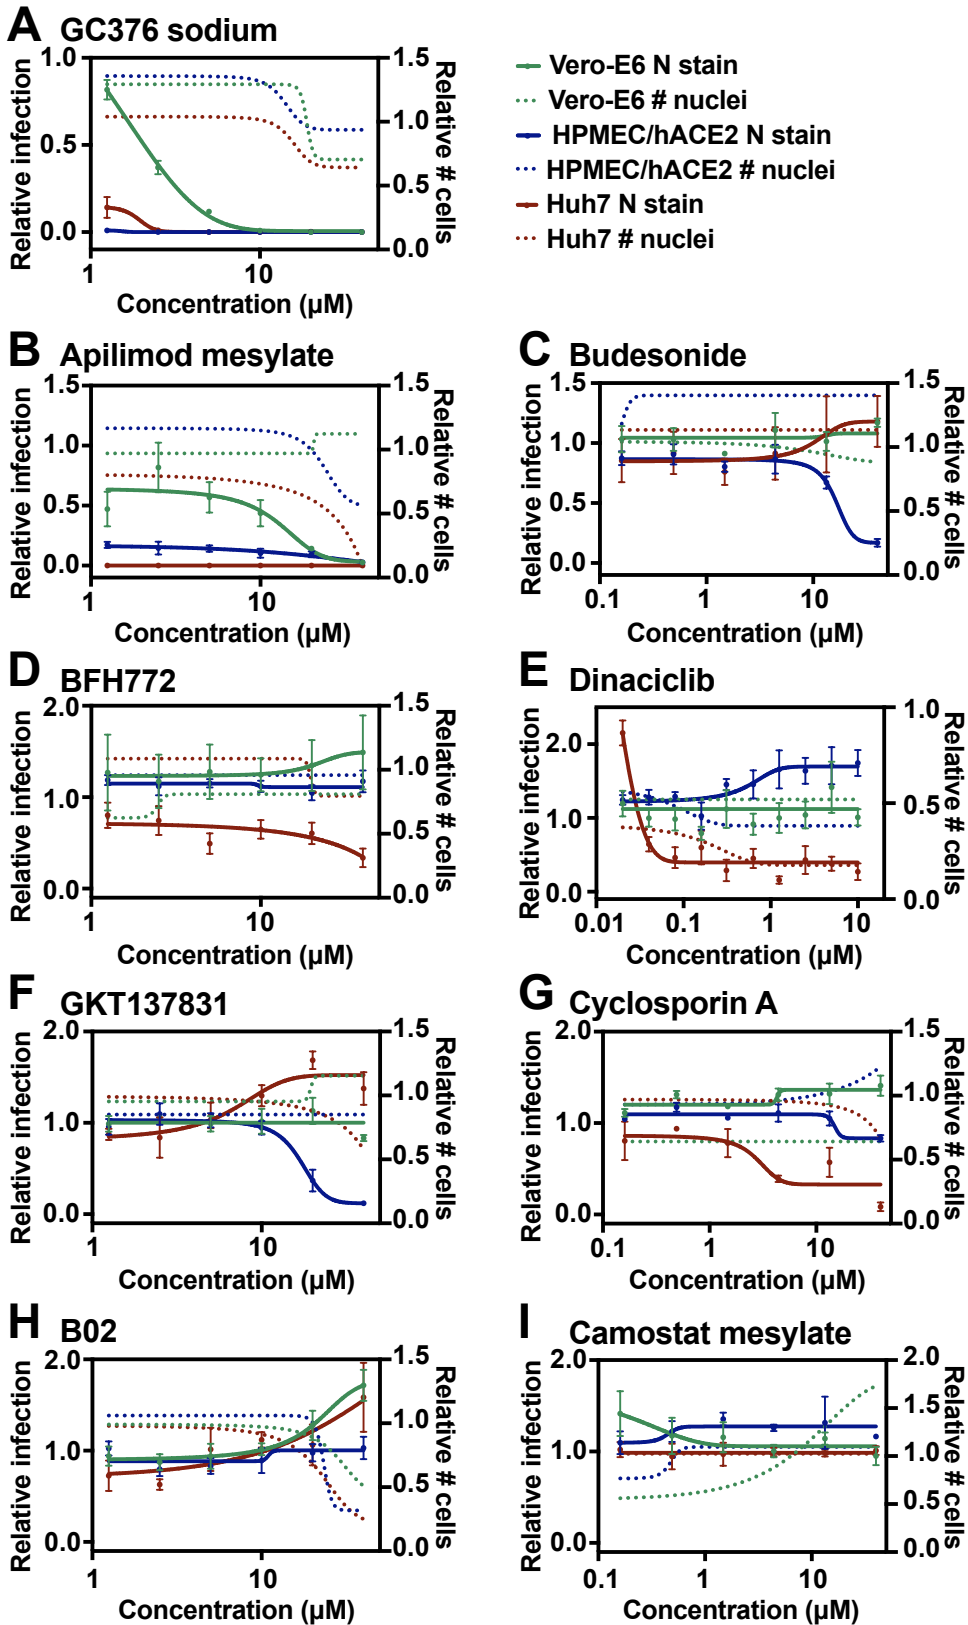 A GC376 sodium
1.0
0.5
0.0
Relative infection
1.5
1.0
0.5
0.0
Relative # cells
1
10
Concentration (µM)
Vero-E6 N stain
Vero-E6 # nuclei
HPMEC/hACE2 N stain
HPMEC/hACE2 # nuclei
Huh7 N stain
Huh7 # nuclei
B Apilimod mesylate
1.5
1.0
0.5
0.0
Relative infection
1.5
1.0
0.5
0.0
Relative # cells
1
10
Concentration (µM)
C Budesonide
1.5
1.0
0.5
0.0
Relative infection
1.5
1.0
0.5
0.0
Relative # cells
0.1
1
10
Concentration (µM)
D BFH772
2.0
1.0
0.0
Relative infection
1.5
1.0
0.5
0.0
Relative # cells
1
10
Concentration (µM)
E Dinaciclib
2.0
1.0
0.0
Relative infection
1.0
0.5
0.0
Relative # cells
0.01
0.1
1
10
Concentration (µM)
F GKT137831
2.0
1.0
0.0
Relative infection
1.5
1.0
0.5
0.0
Relative # cells
1
10
Concentration (µM)
G Cyclosporin A
2.0
1.0
0.0
Relative infection
1.5
1.0
0.5
0.0
Relative # cells
0.1
1
10
Concentration (µM)
H B02
2.0
1.0
0.0
Relative infection
1.5
1.0
0.5
0.0
Relative # cells
1
10
Concentration (µM)
I Camostat mesylate
2.0
1.0
0.0
Relative infection
2.0
1.5
1.0
0.5
0.0
Relative # cells
0.1
1
10
Concentration (µM)